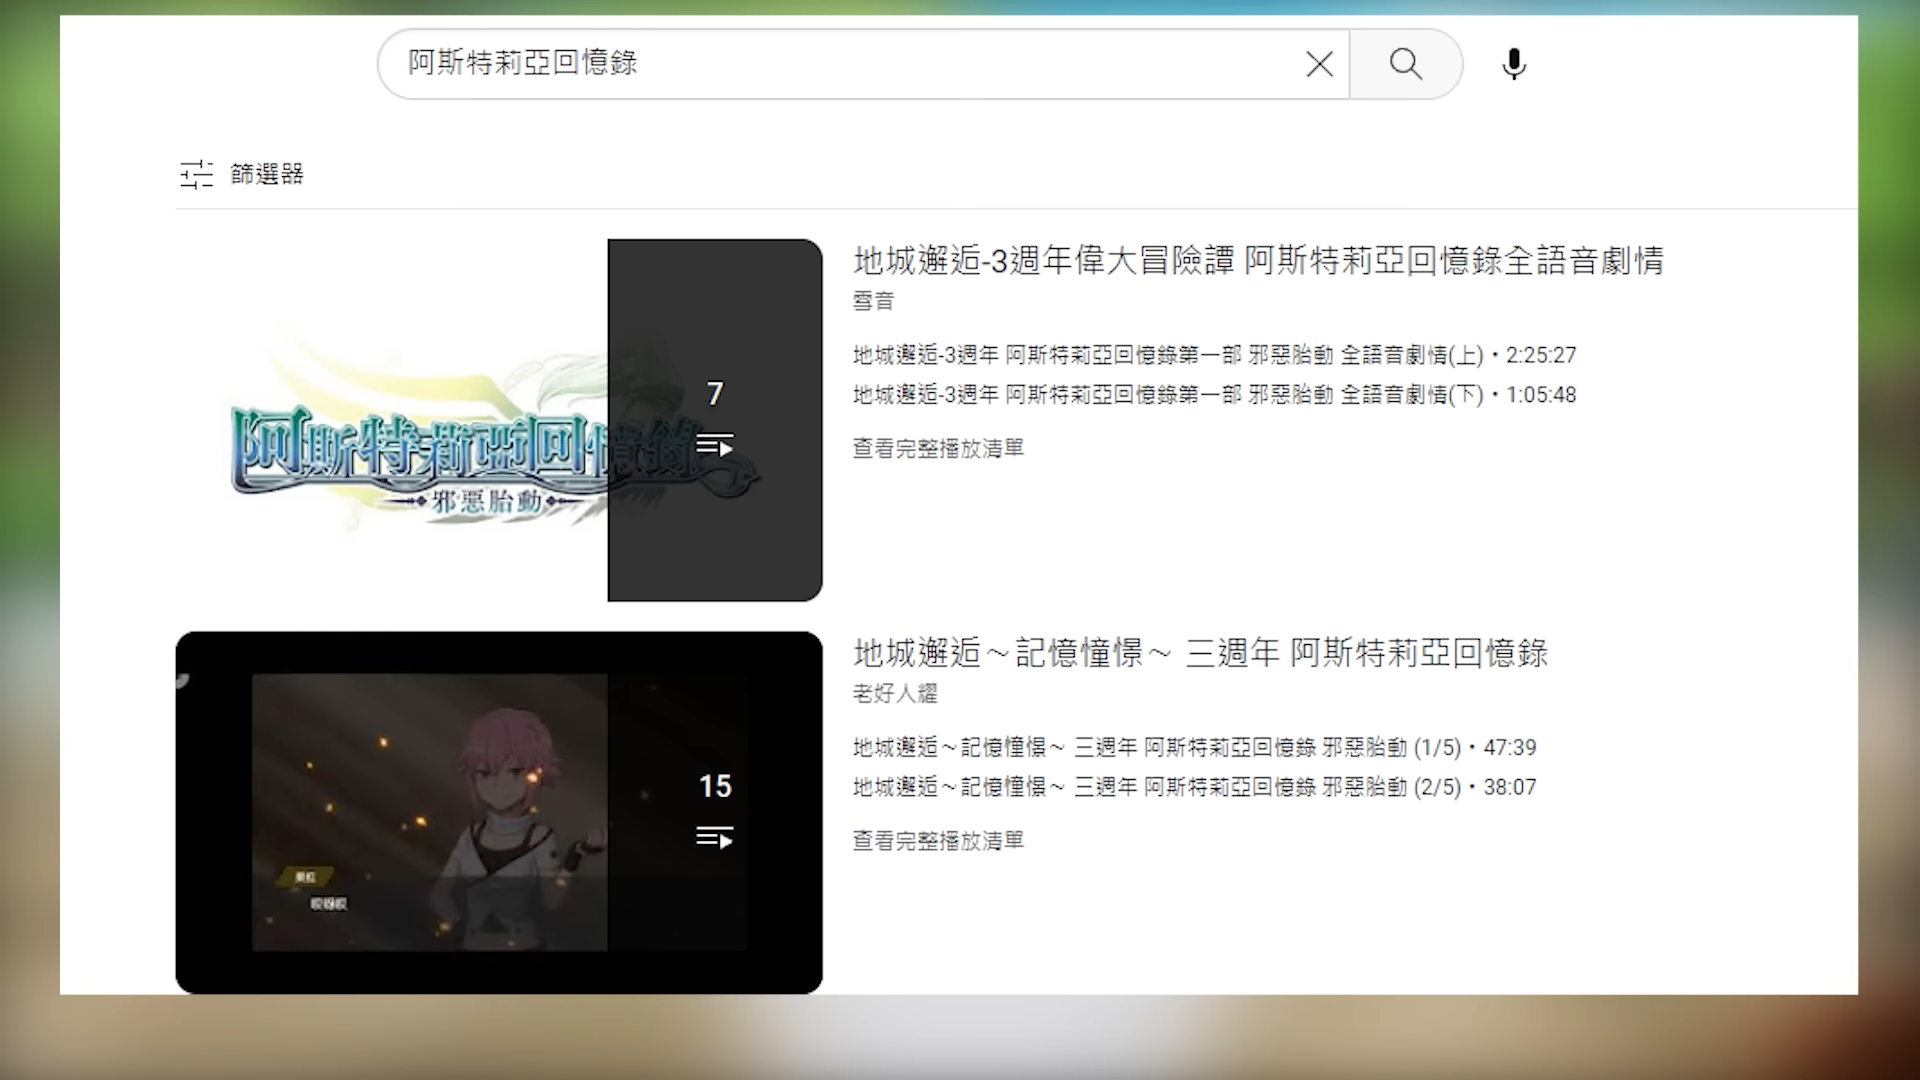 阿斯特莉亞回憶錄
篩選器
地城邂逅-3週年偉大冒險譚 阿斯特莉亞回憶錄全語音劇情
雪音
地城邂逅-3週年 阿斯特莉亞回憶錄第一部 邪惡胎動 全語音劇情(上)・2:25:27
地城邂逅-3週年 阿斯特莉亞回憶錄第一部 邪惡胎動 全語音劇情(下)・1:05:48
查看完整播放清單
7
阿斯特莉亞回憶錄
邪惡胎動
地城邂逅～記憶憧憬～ 三週年 阿斯特莉亞回憶錄
老好人耀
地城邂逅～記憶憧憬～ 三週年 阿斯特莉亞回憶錄 邪惡胎動 (1/5)・47:39
地城邂逅～記憶憧憬～ 三週年 阿斯特莉亞回憶錄 邪惡胎動 (2/5)・38:07
查看完整播放清單
15